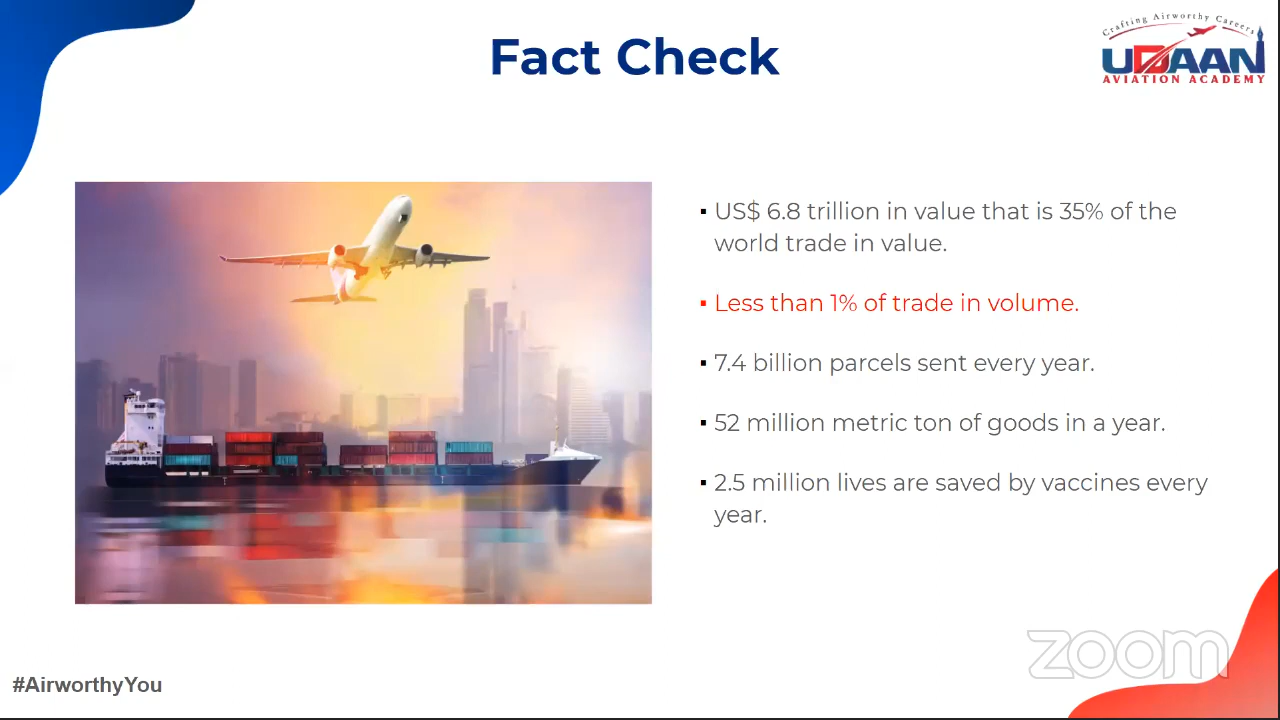 Fact Check
Crafting Airworthy Careers
UDAAN
AVIATION ACADEMY
▪ US$ 6.8 trillion in value that is 35% of the
world trade in value.
▪ Less than 1% of trade in volume.
▪ 7.4 billion parcels sent every year.
▪ 52 million metric ton of goods in a year.
▪ 2.5 million lives are saved by vaccines every
year.
zoom
#AirworthyYou